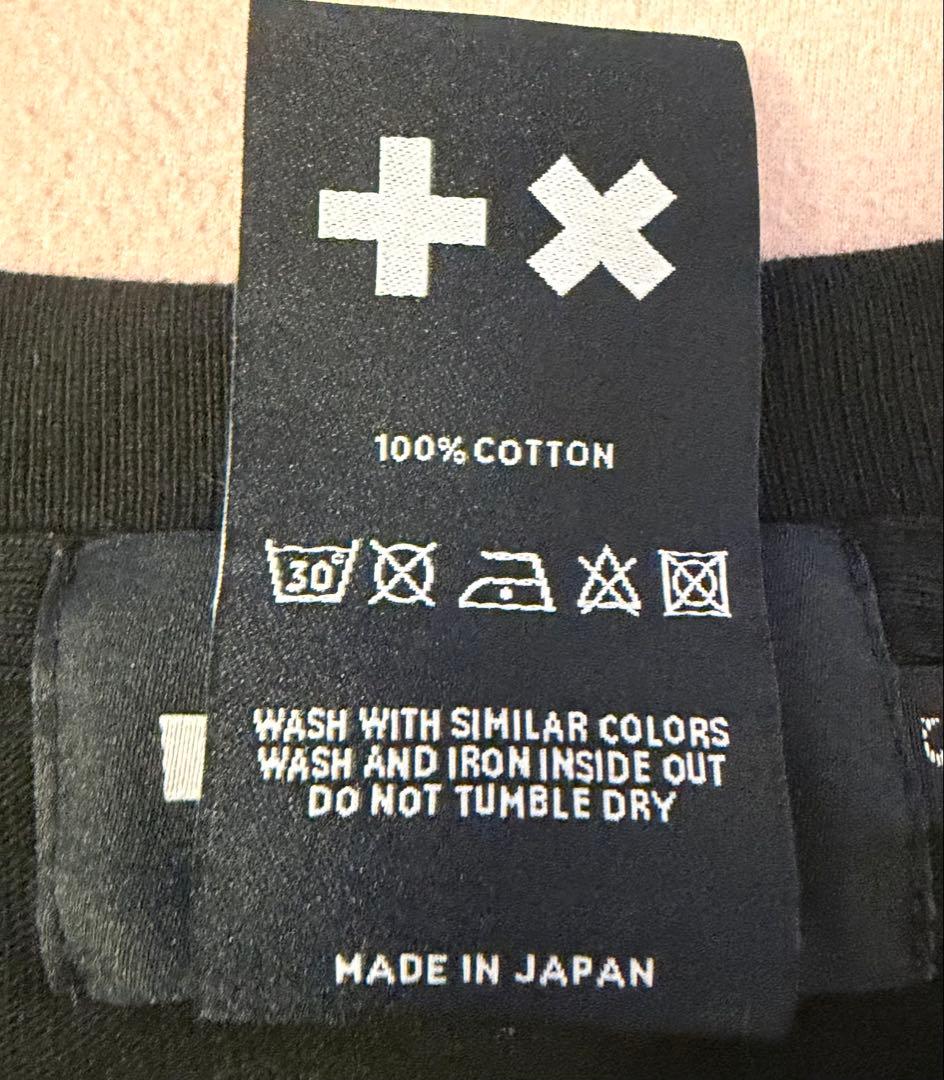 100% COTTON
30°
WASH WITH SIMILAR COLORS
WASH AND IRON INSIDE OUT
DO NOT TUMBLE DRY
MADE IN JAPAN